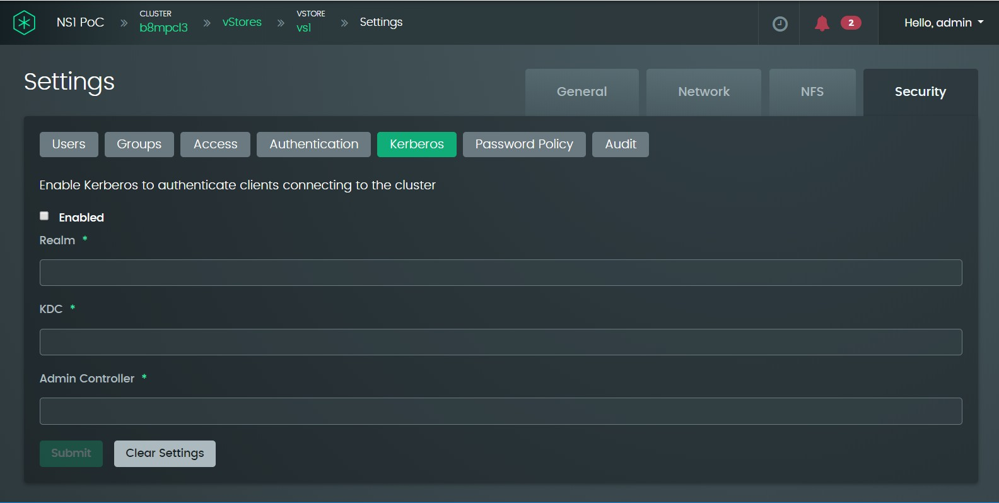 NS1 PoC » CLUSTER b8mpcl3 » vStores » VSTORE vs1 » Settings 2 Hello, admin
Settings
General Network NFS Security
Users Groups Access Authentication Kerberos Password Policy Audit
Enable Kerberos to authenticate clients connecting to the cluster
Enabled
Realm *
KDC *
Admin Controller *
Submit Clear Settings